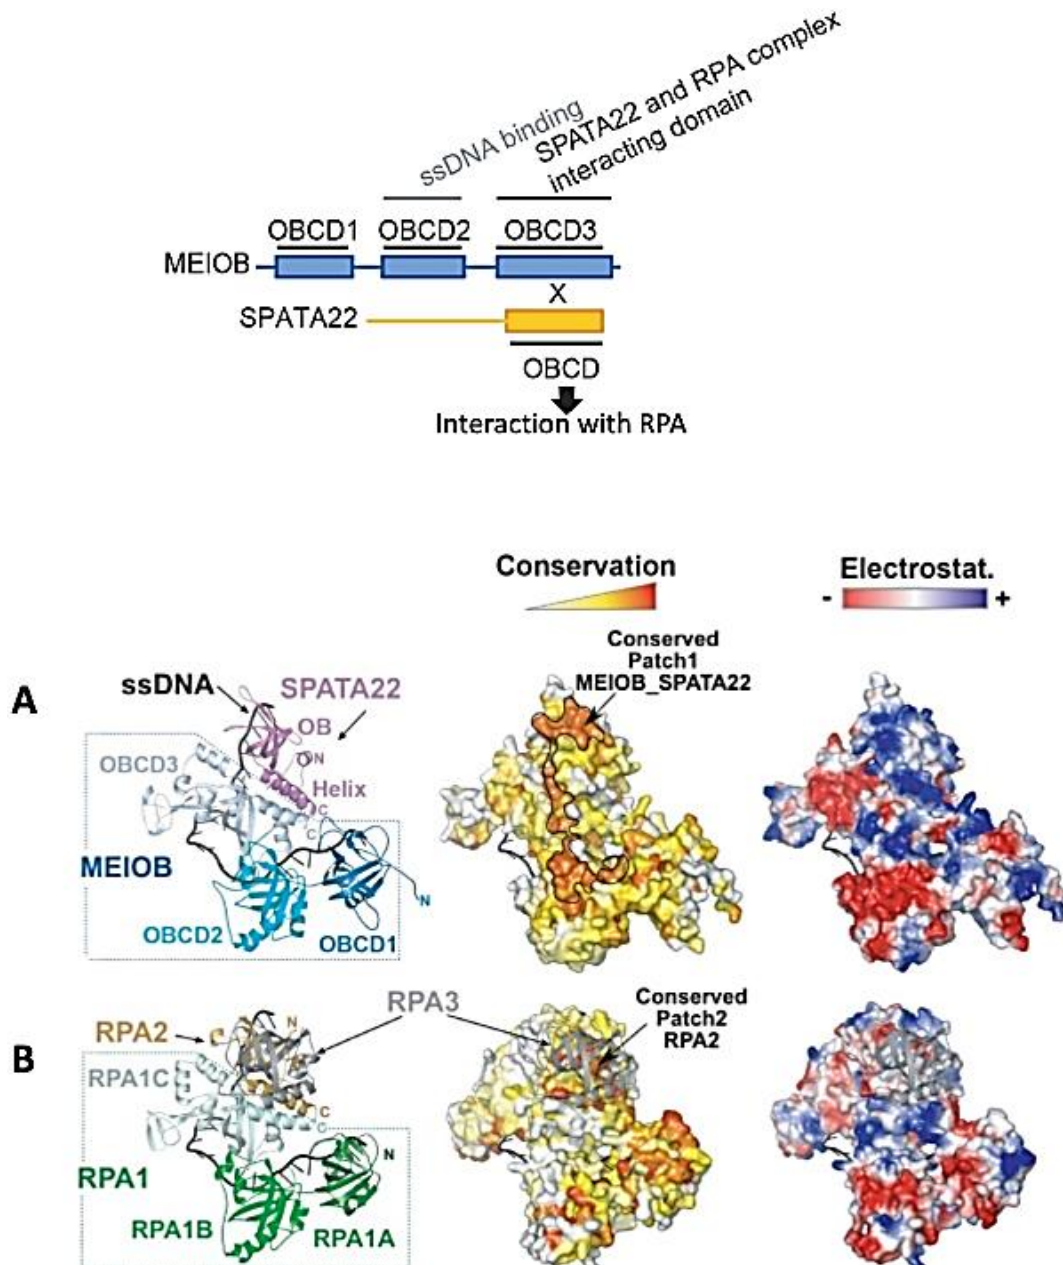 ssDNA binding
SPATA22 and RPA complex
interacting domain
OBCD1 OBCD2 OBCD3
MEIOB
X
SPATA22
OBCD
Interaction with RPA
Conservation
Electrostat.
- +
A
ssDNA
SPATA22
OB
N
OBCD3
Helix
C
C
MEIOB
N
OBCD2
OBCD1
Conserved
Patch1
MEIOB_SPATA22
B
RPA2
N
RPA3
RPA1C
C
C
N
RPA1
RPA1B
RPA1A
Conserved
Patch2
RPA2